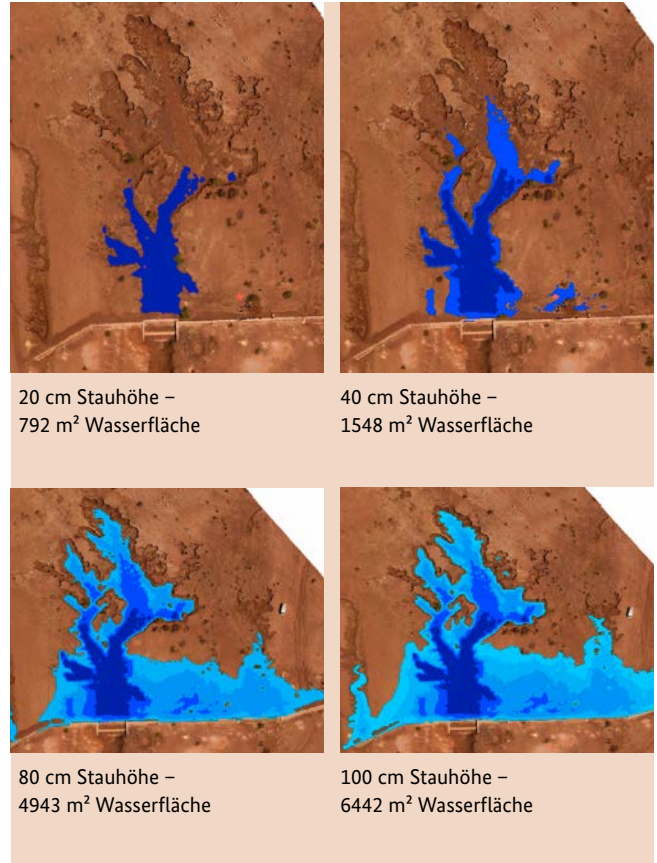 20 cm Stauhöhe –
792 m² Wasserfläche
40 cm Stauhöhe –
1548 m² Wasserfläche
80 cm Stauhöhe –
4943 m² Wasserfläche
100 cm Stauhöhe –
6442 m² Wasserfläche